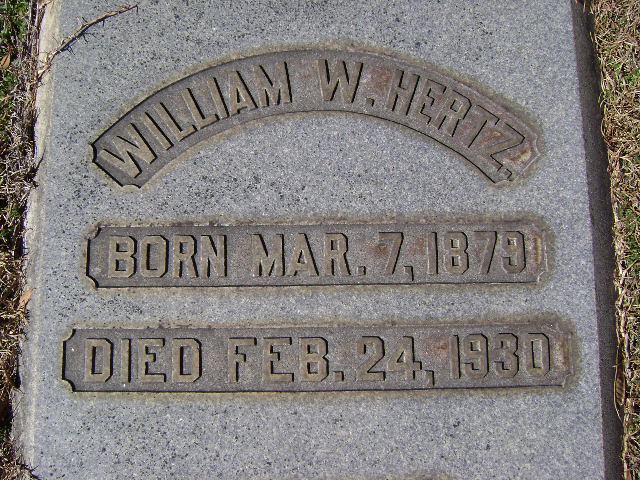 WILLIAM W. HERTZ,
BORN MAR. 7, 1879
DIED FEB. 24, 1930